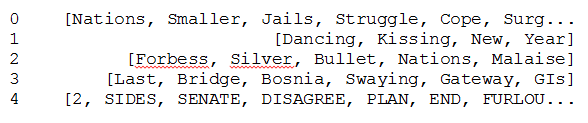 0 [Nations, Smaller, Jails, Struggle, Cope, Surg...
1 [Dancing, Kissing, New, Year]
2 [Forbess, Silver, Bullet, Nations, Malaise]
3 [Last, Bridge, Bosnia, Swaying, Gateway, GIs]
4 [2, SIDES, SENATE, DISAGREE, PLAN, END, FURLOU...